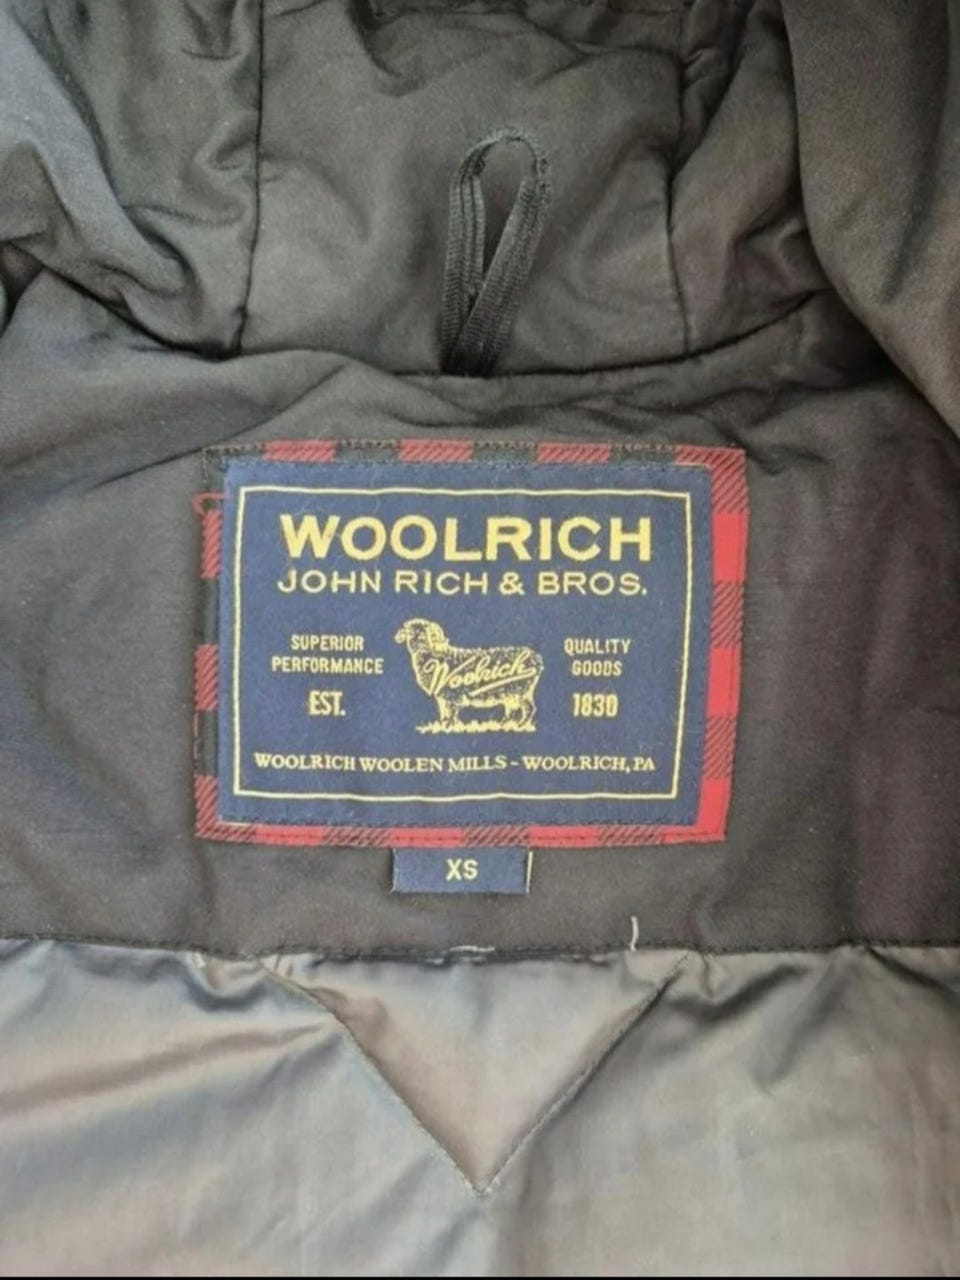 WOOLRICH
JOHN RICH & BROS.
SUPERIOR
PERFORMANCE
EST.
Woolrich
QUALITY
GOODS
1830
WOOLRICH WOOLEN MILLS - WOOLRICH, PA
XS